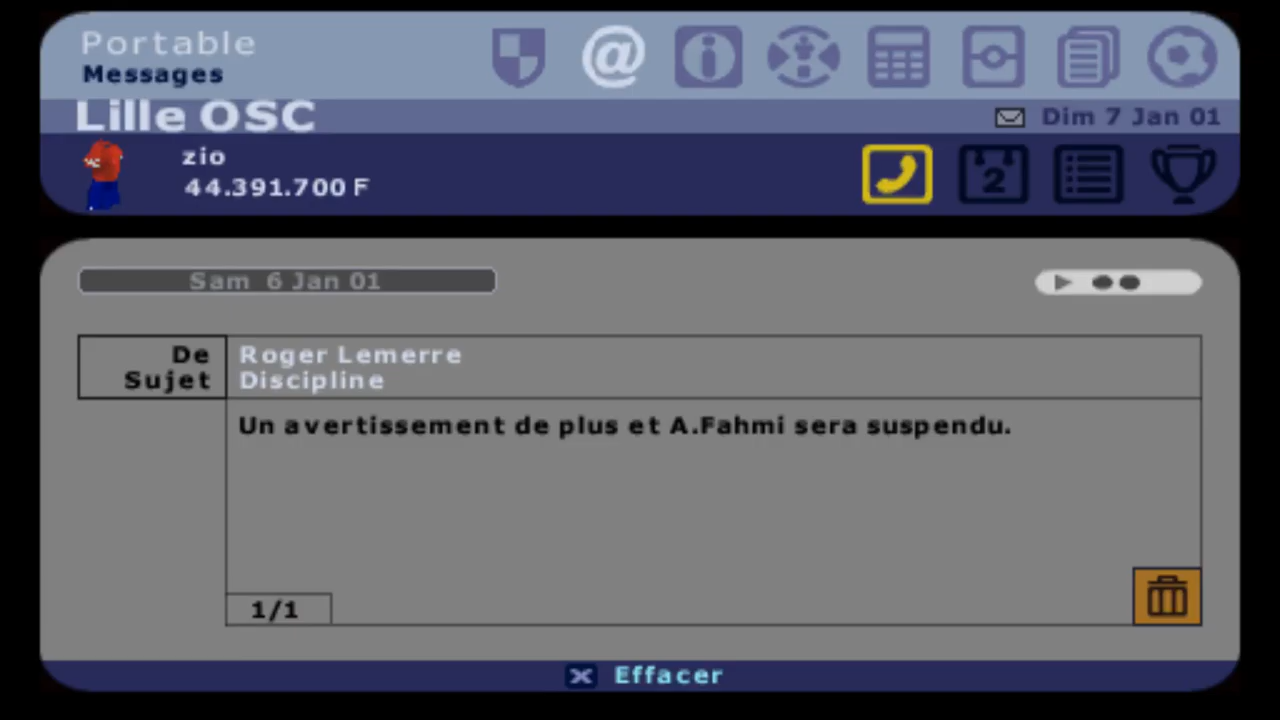 Portable
Messages
Lille OSC
Dim 7 Jan 01
zio
44.391.700 F
2
Sam 6 Jan 01
De Roger Lemerre
Sujet Discipline
Un avertissement de plus et A.Fahmi sera suspendu.
1/1
Effacer